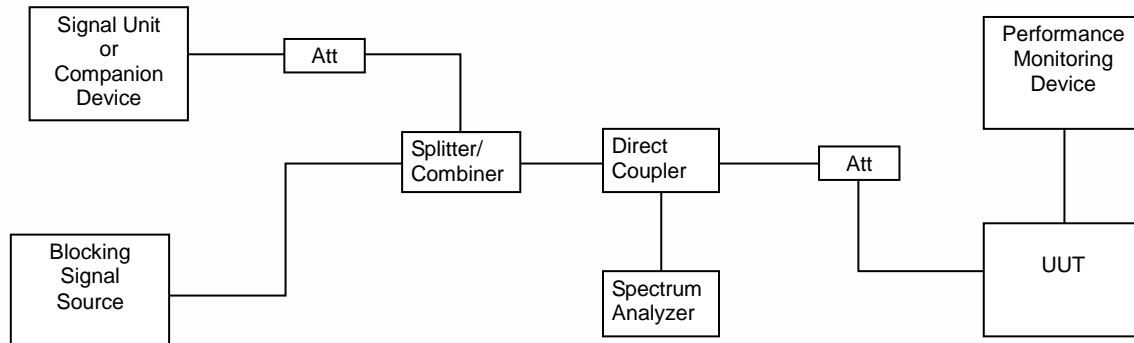 Signal Unit
or
Companion
Device
Att
Performance
Monitoring
Device
Splitter/
Combiner
Direct
Coupler
Att
Blocking
Signal
Source
Spectrum
Analyzer
UUT